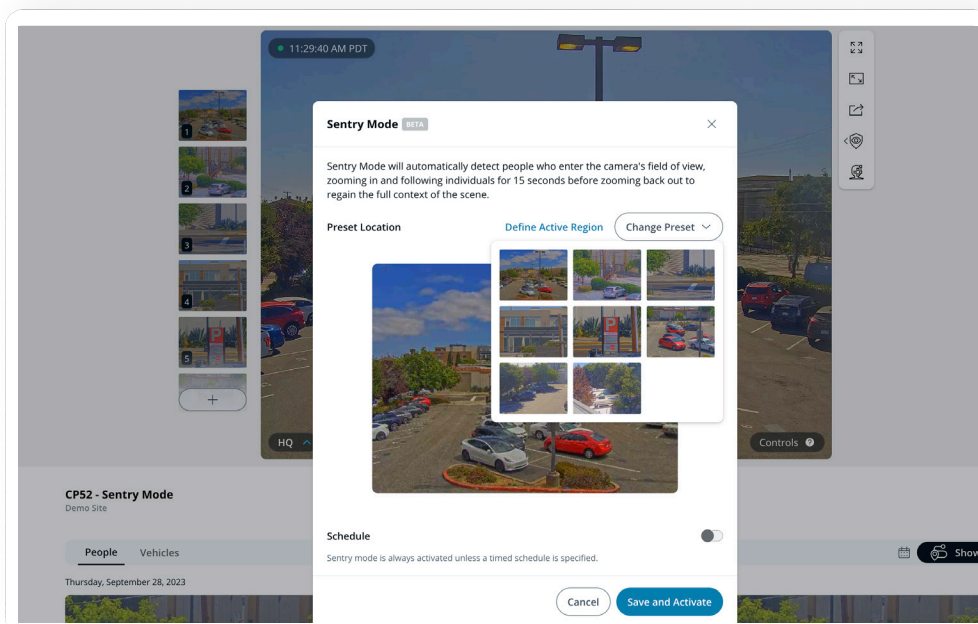 11:29:40 AM PDT
1
2
3
4
5
+
HQ
Controls ?
Sentry Mode BETA
Sentry Mode will automatically detect people who enter the camera's field of view,
zooming in and following individuals for 15 seconds before zooming back out to
regain the full context of the scene.
Preset Location
Define Active Region
Change Preset
P
P
Schedule
Sentry mode is always activated unless a timed schedule is specified.
Cancel
Save and Activate
CP52 - Sentry Mode
Demo Site
People
Vehicles
Show
Thursday, September 28, 2023